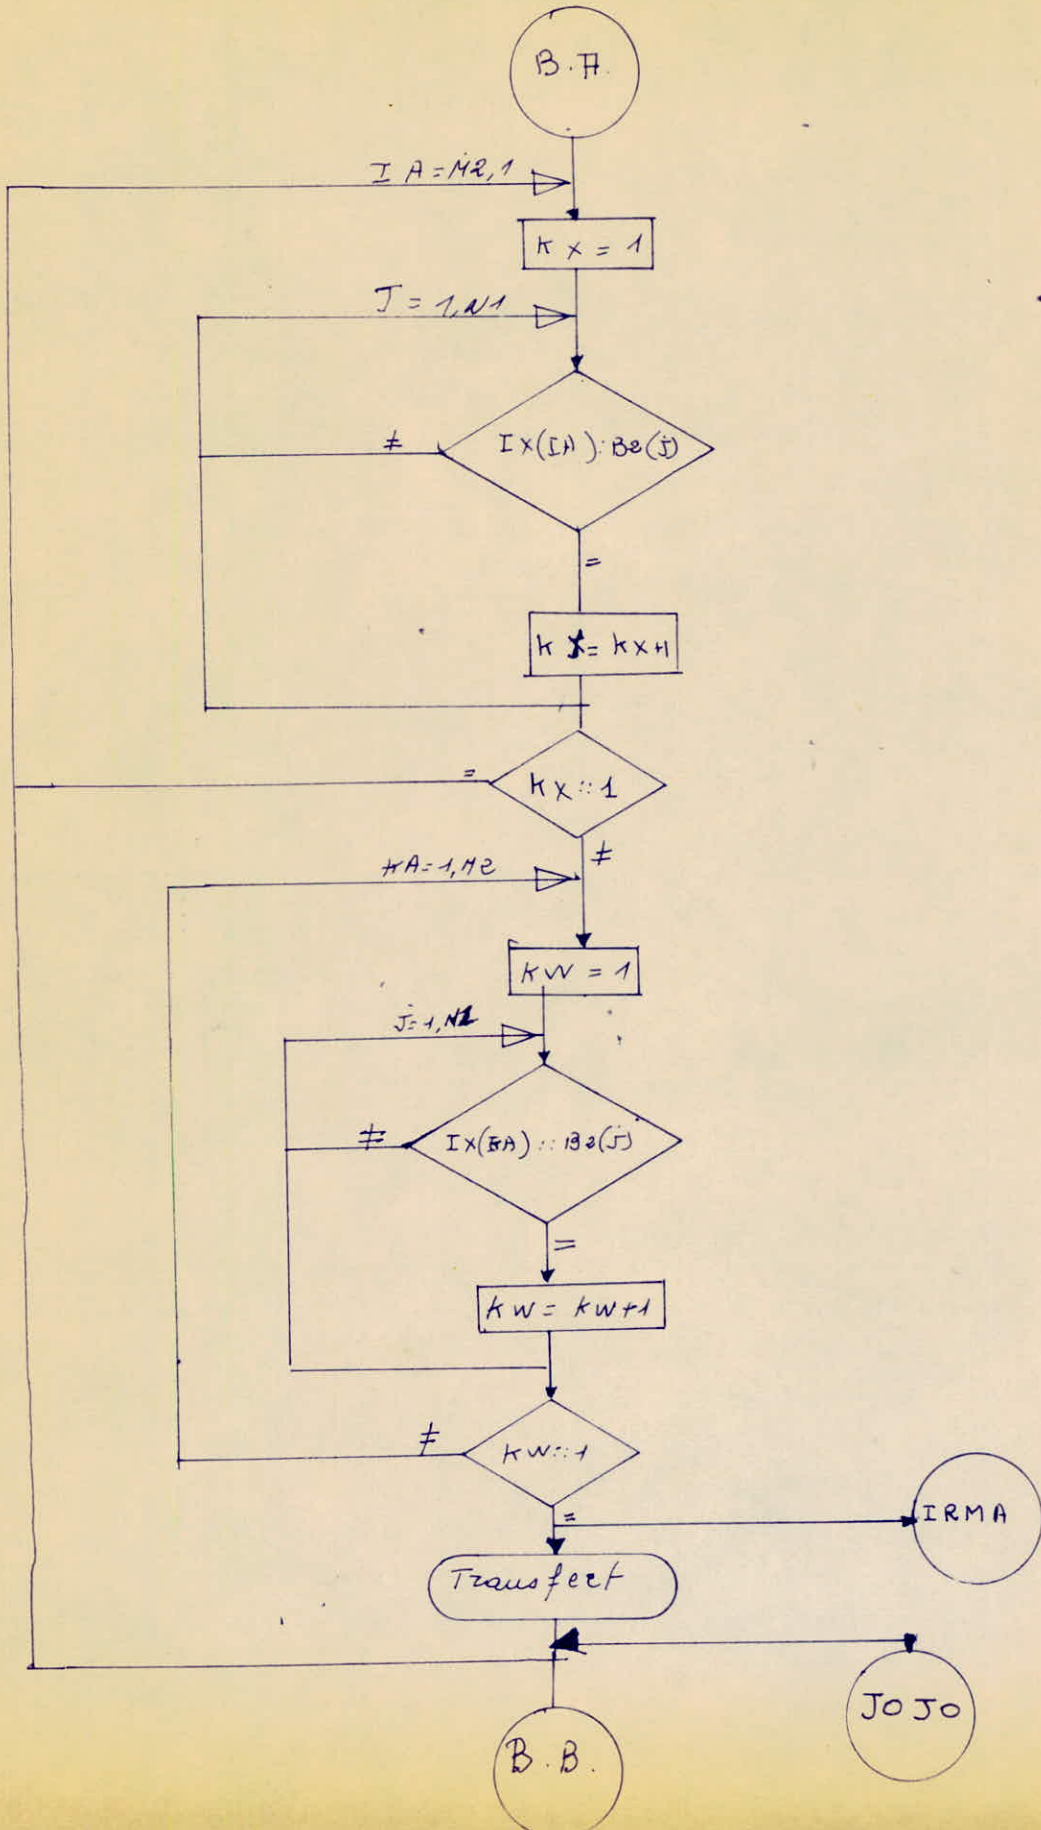 B.A.
IA=M2,1
KX = 1
J = 1,N1
≠
IX(IA):B2(J)
=
KX= KX+1
=
KX::1
≠
KA=1,M2
KW = 1
J=1,N1
≠
IX(KA)::B2(J)
=
KW= KW+1
≠
KW::1
=
IRMA
Transfert
JOJO
B.B.